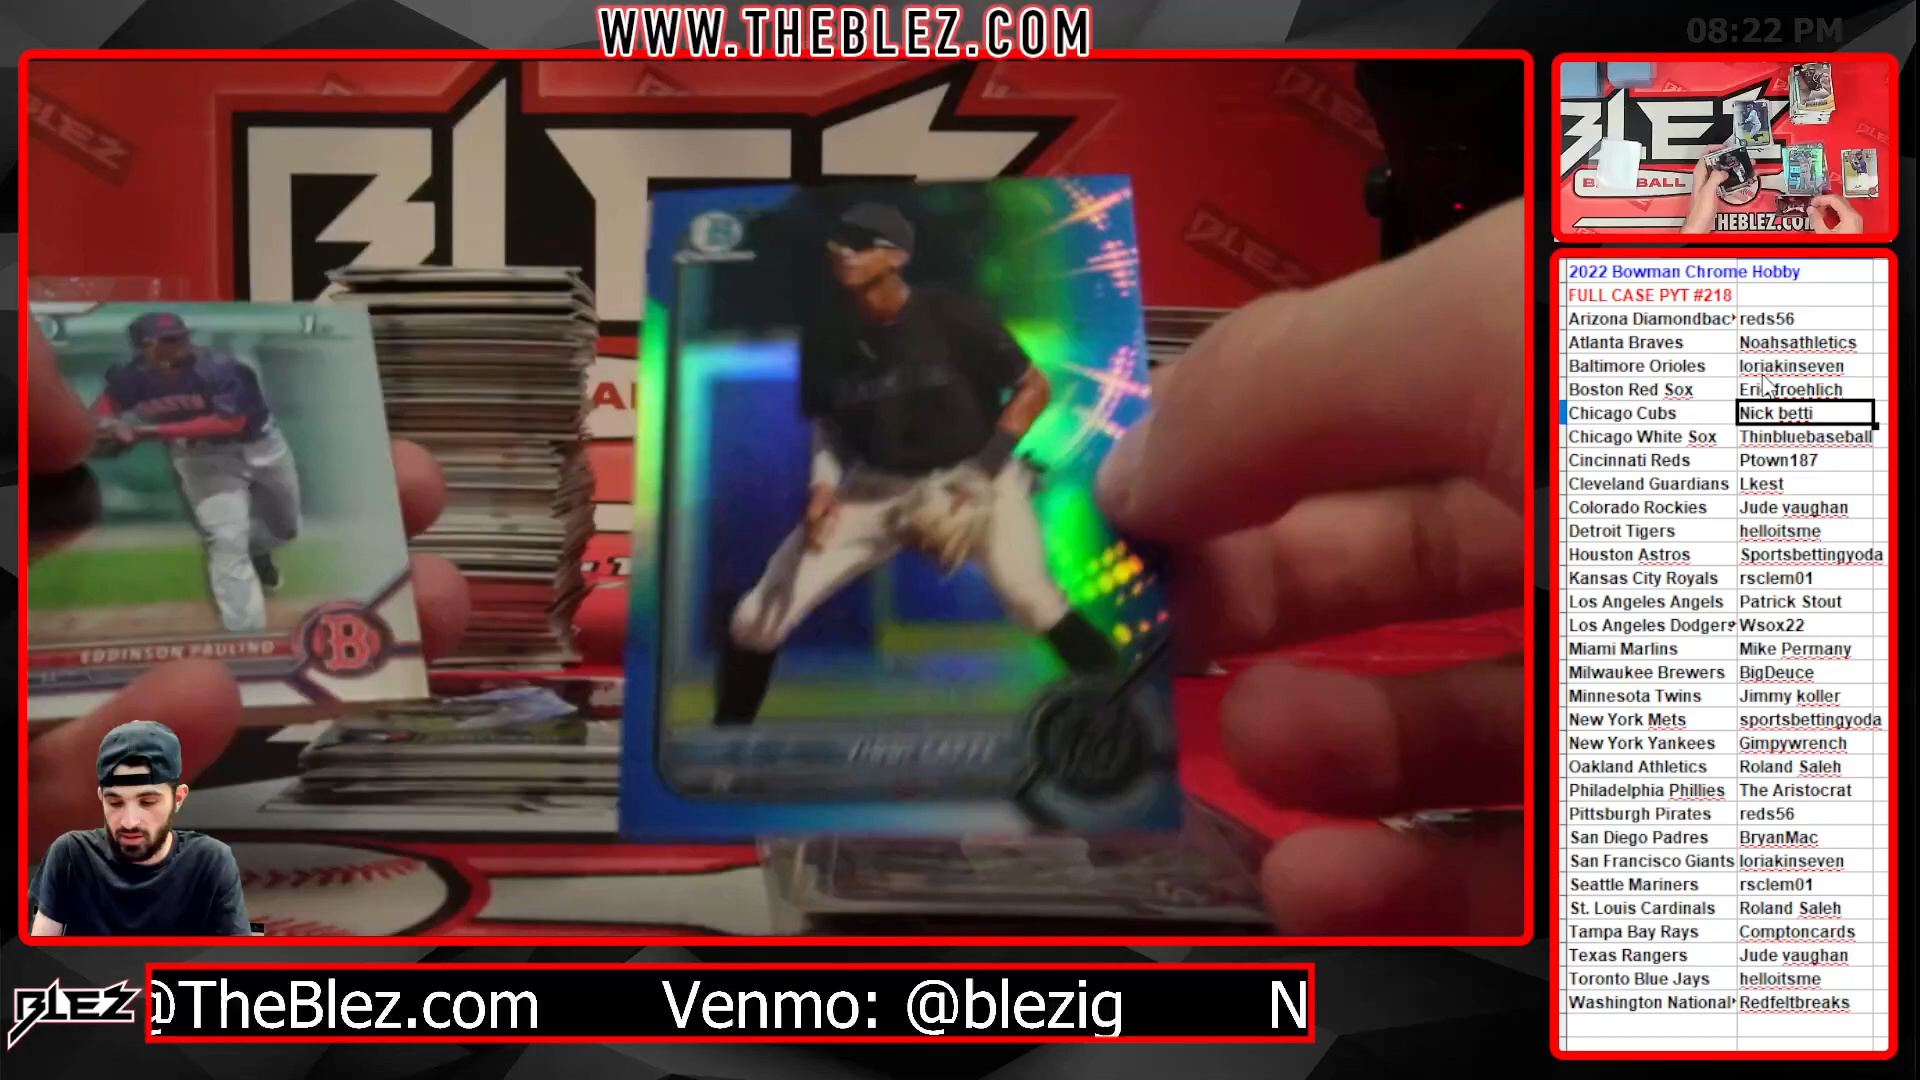 WWW.THEBLEZ.COM
08:22 PM
BLEZ
EDDINSON PAULINO
B
BLEZ
THEBLEZ.COM
2022 Bowman Chrome Hobby
FULL CASE PYT #218
Arizona Diamondbac reds56
Atlanta Braves Noahsathletics
Baltimore Orioles loriakinseven
Boston Red Sox Eric froehlich
Chicago Cubs Nick betti
Chicago White Sox Thinbluebaseball
Cincinnati Reds Ptown187
Cleveland Guardians Lkest
Colorado Rockies Jude vaughan
Detroit Tigers helloitsme
Houston Astros Sportsbettingyoda
Kansas City Royals rsclem01
Los Angeles Angels Patrick Stout
Los Angeles Dodgers Wsox22
Miami Marlins Mike Permany
Milwaukee Brewers BigDeuce
Minnesota Twins Jimmy koller
New York Mets sportsbettingyoda
New York Yankees Gimpywrench
Oakland Athletics Roland Saleh
Philadelphia Phillies The Aristocrat
Pittsburgh Pirates reds56
San Diego Padres BryanMac
San Francisco Giants loriakinseven
Seattle Mariners rsclem01
St. Louis Cardinals Roland Saleh
Tampa Bay Rays Comptoncards
Texas Rangers Jude vaughan
Toronto Blue Jays helloitsme
Washington National Redfeltbreaks
BLEZ
@TheBlez.com Venmo: @blezig N